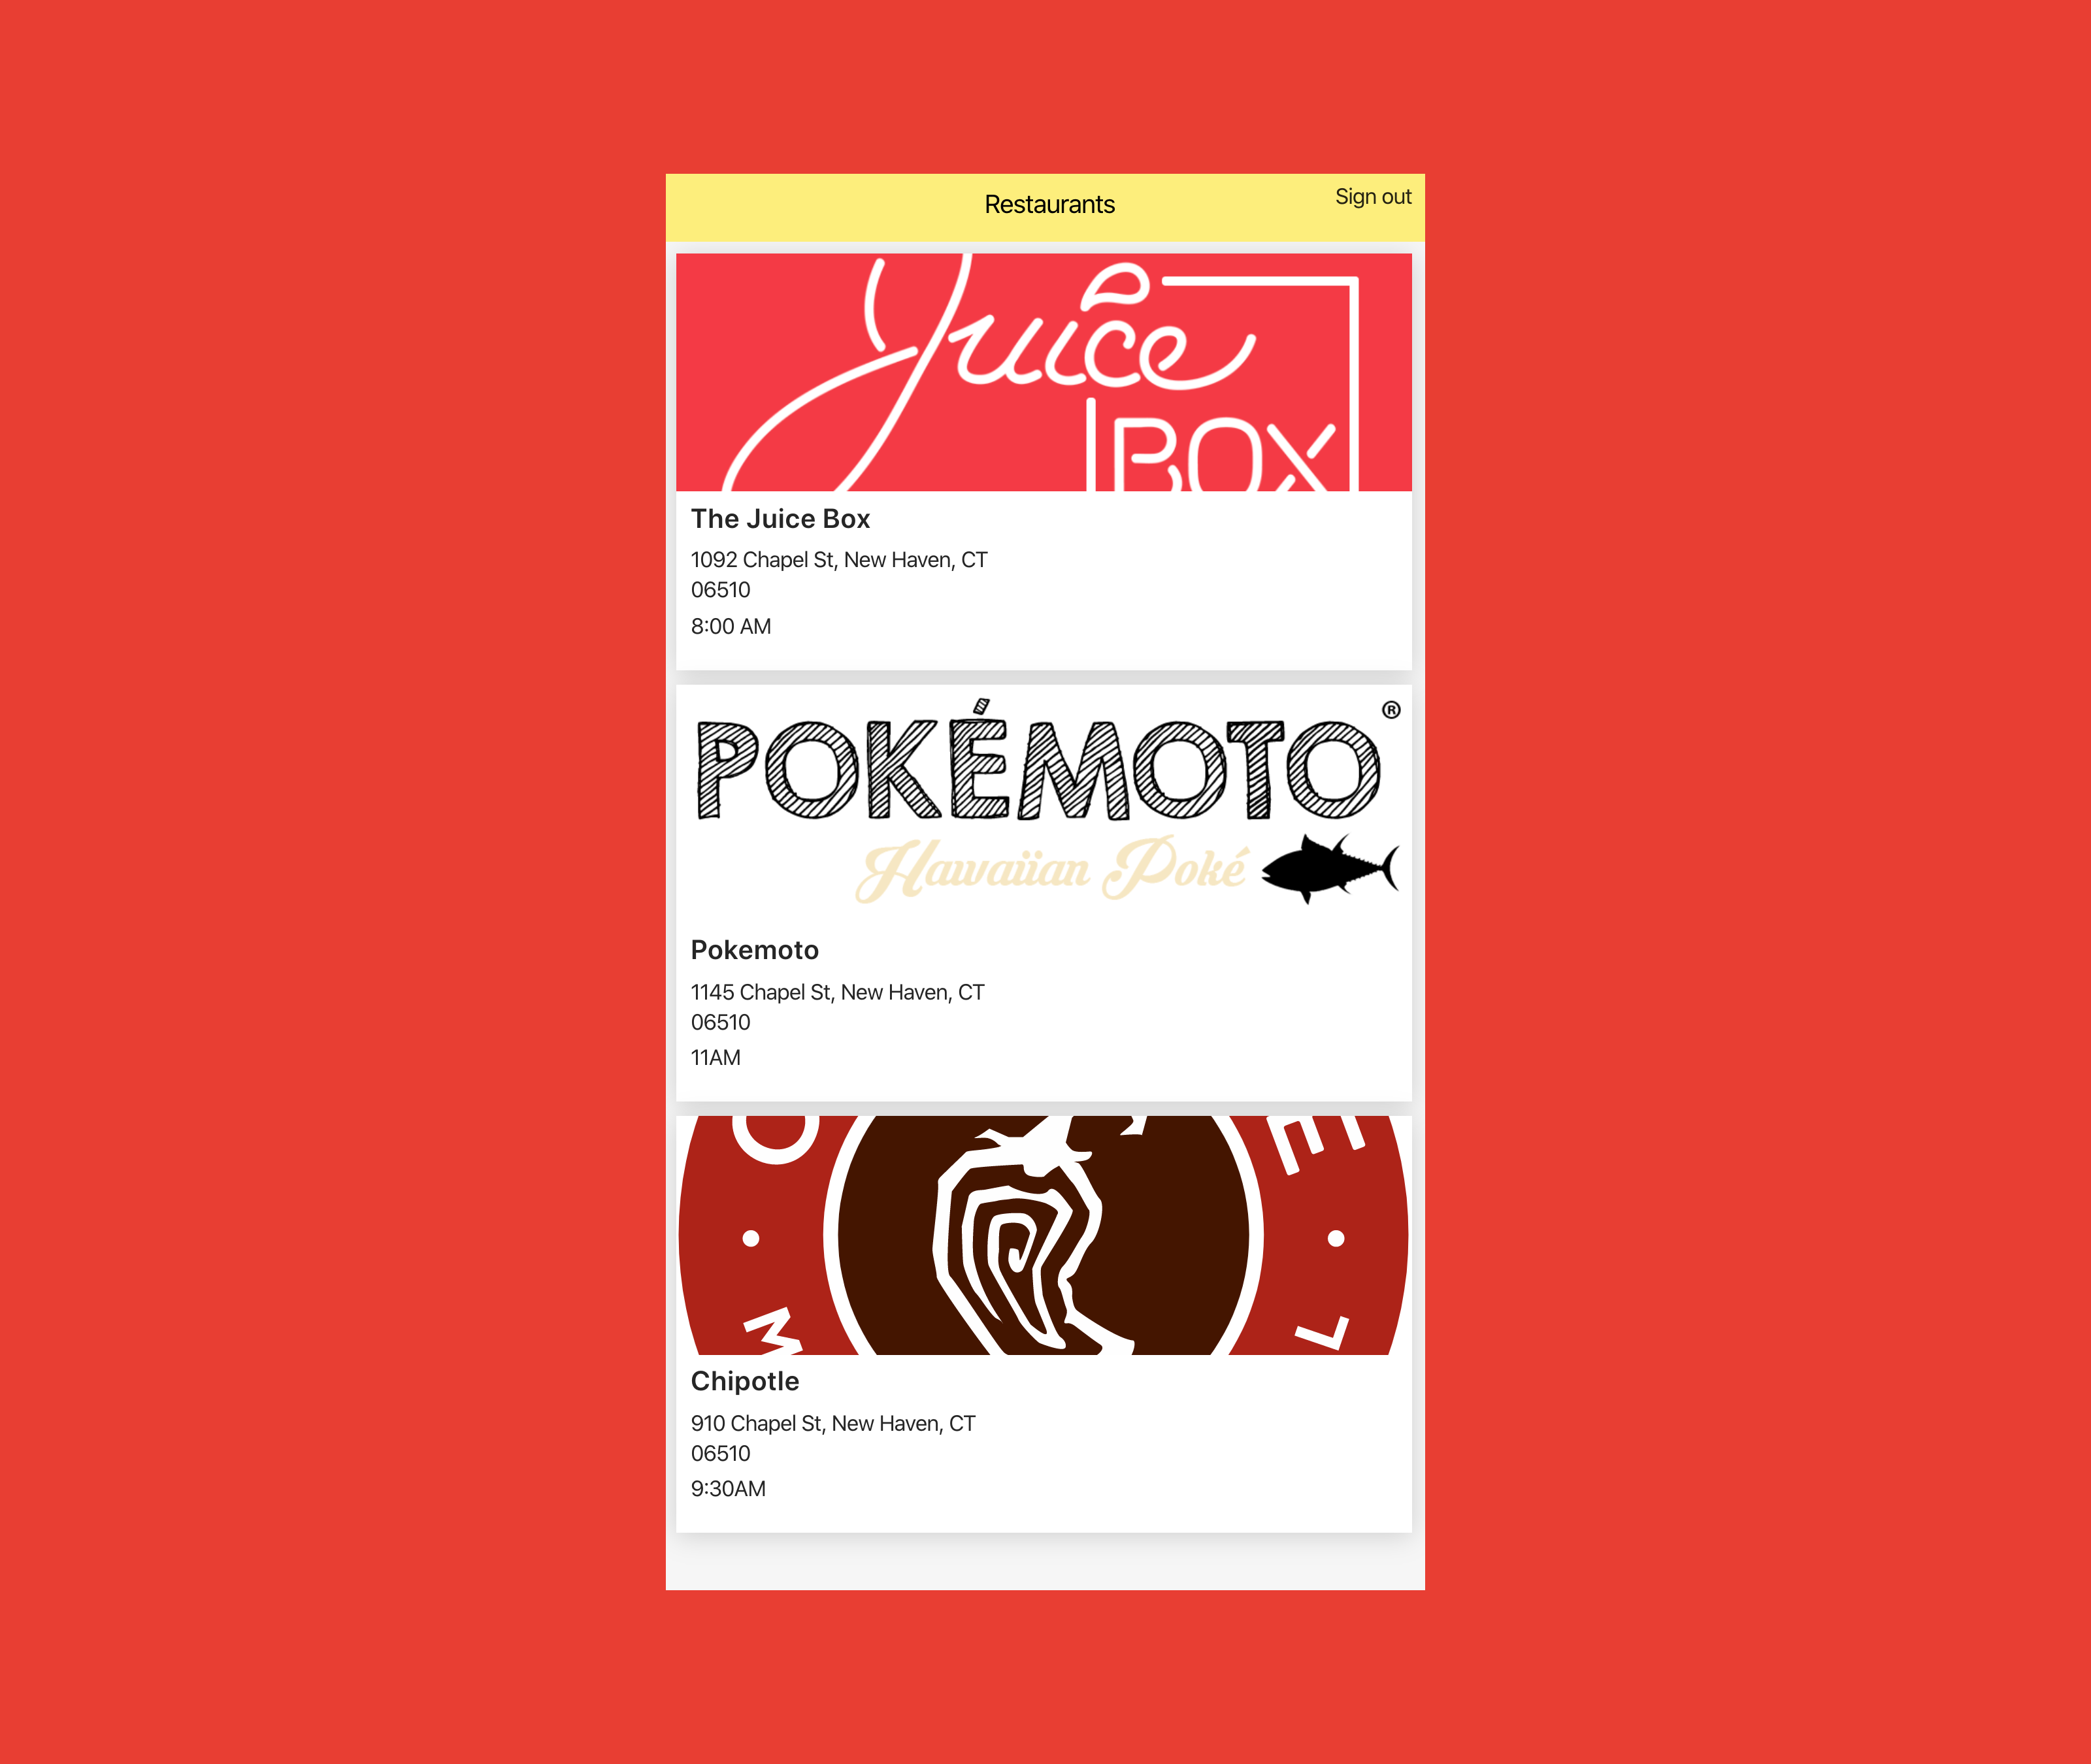 Restaurants
Sign out
Juice
BOX
The Juice Box
1092 Chapel St, New Haven, CT
06510
8:00 AM
POKÉMOTO®
Hawaiian Poké
Pokemoto
1145 Chapel St, New Haven, CT
06510
11AM
O E
M L
Chipotle
910 Chapel St, New Haven, CT
06510
9:30AM